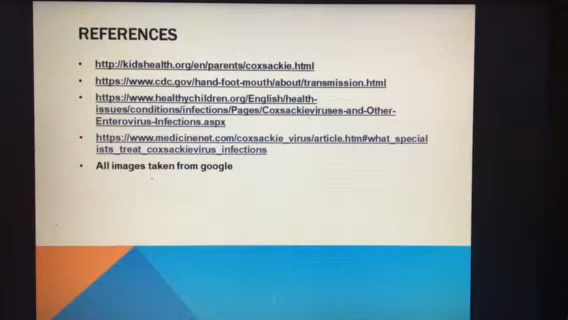 REFERENCES
http://kidshealth.org/en/parents/coxsackie.html
https://www.cdc.gov/hand-foot-mouth/about/transmission.html
https://www.healthychildren.org/English/health-
issues/conditions/infections/Pages/Coxsackieviruses-and-Other-
Enterovirus-Infections.aspx
https://www.medicinenet.com/coxsackie_virus/article.htm#what_special
ists_treat_coxsackievirus_infections
All images taken from google